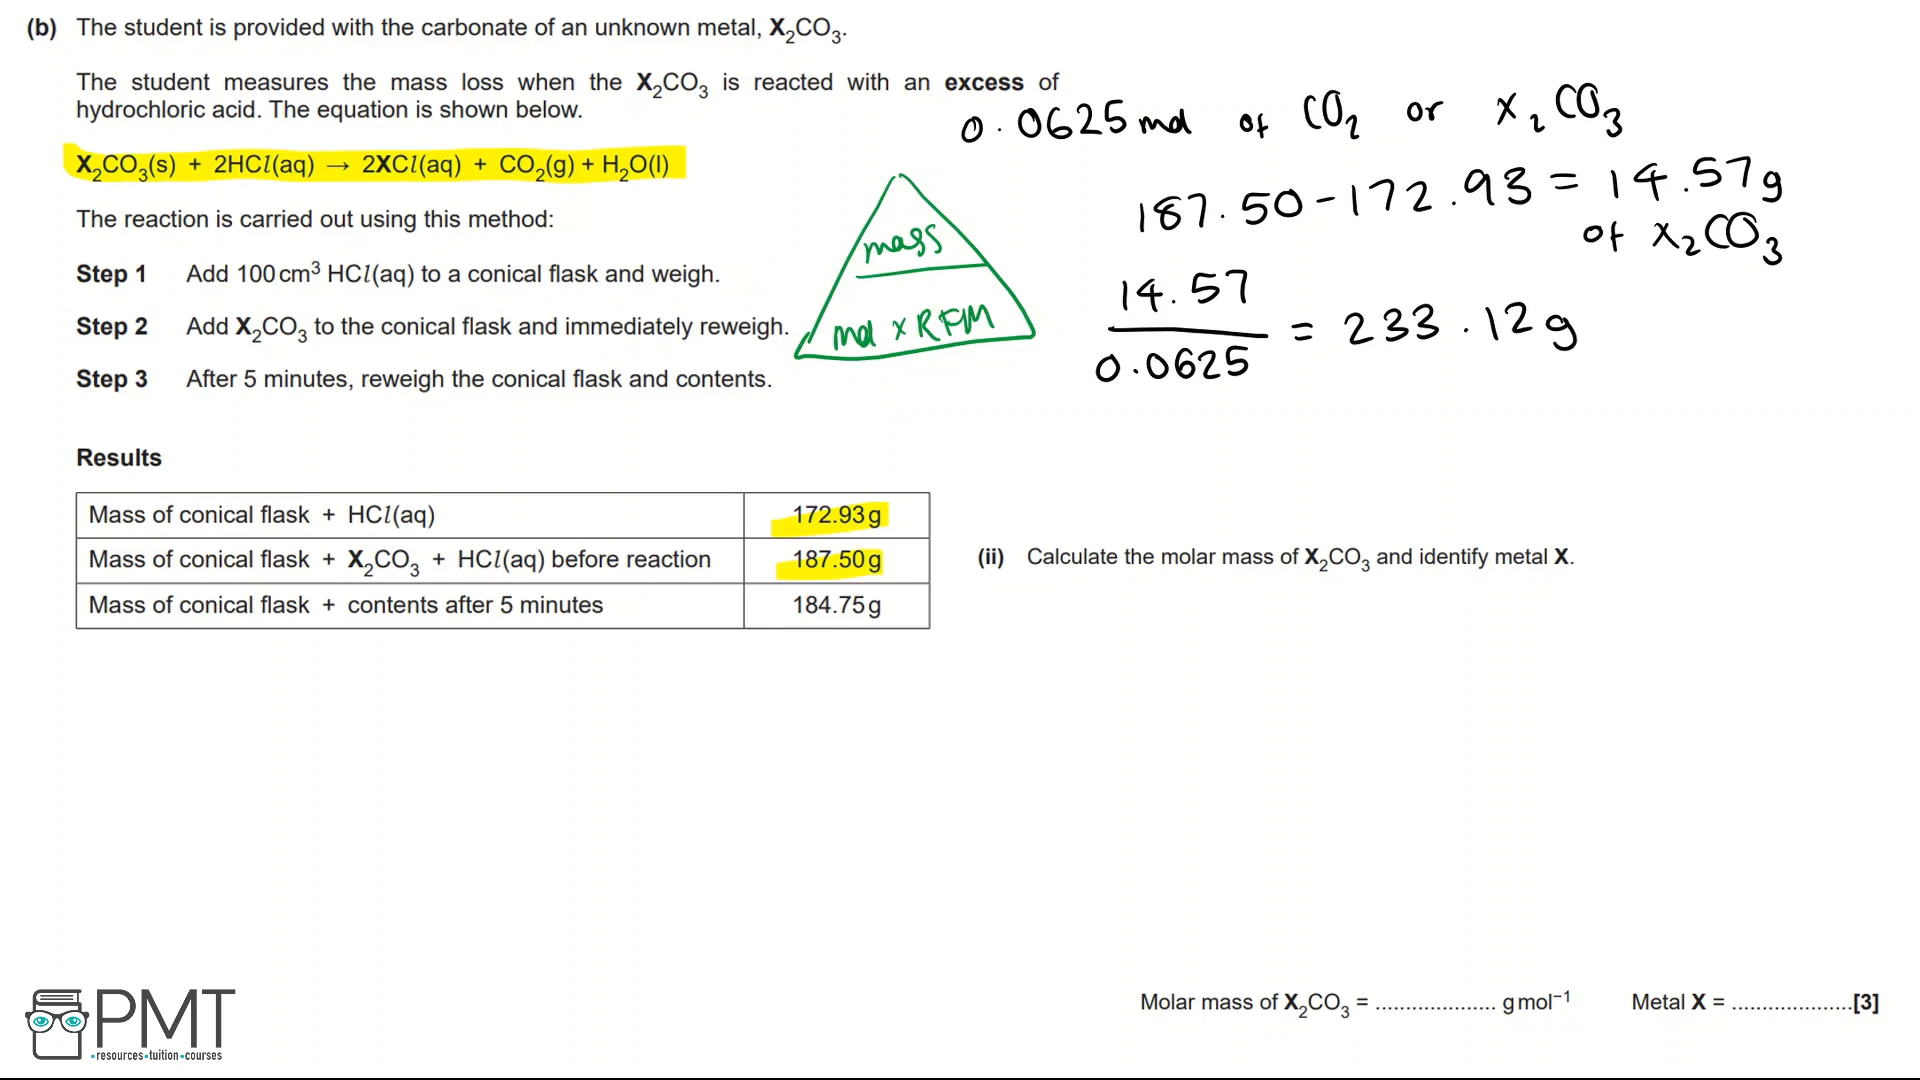 (b) The student is provided with the carbonate of an unknown metal, X₂CO₃.
The student measures the mass loss when the X₂CO₃ is reacted with an excess of
hydrochloric acid. The equation is shown below.
X₂CO₃(s) + 2HCl(aq) → 2XCl(aq) + CO₂(g) + H₂O(l)
The reaction is carried out using this method:
Step 1 Add 100 cm³ HCl(aq) to a conical flask and weigh.
Step 2 Add X₂CO₃ to the conical flask and immediately reweigh.
Step 3 After 5 minutes, reweigh the conical flask and contents.
Results
Mass of conical flask + HCl(aq) 172.93 g
Mass of conical flask + X₂CO₃ + HCl(aq) before reaction 187.50 g
Mass of conical flask + contents after 5 minutes 184.75 g
mass
mol x RFM
0.0625 mol of CO₂ or X₂CO₃
187.50 - 172.93 = 14.57g
of X₂CO₃
14.57
0.0625
= 233.12g
(ii) Calculate the molar mass of X₂CO₃ and identify metal X.
Molar mass of X₂CO₃ = .................... g mol⁻¹ Metal X = ....................[3]
PMT
•resources•tuition•courses